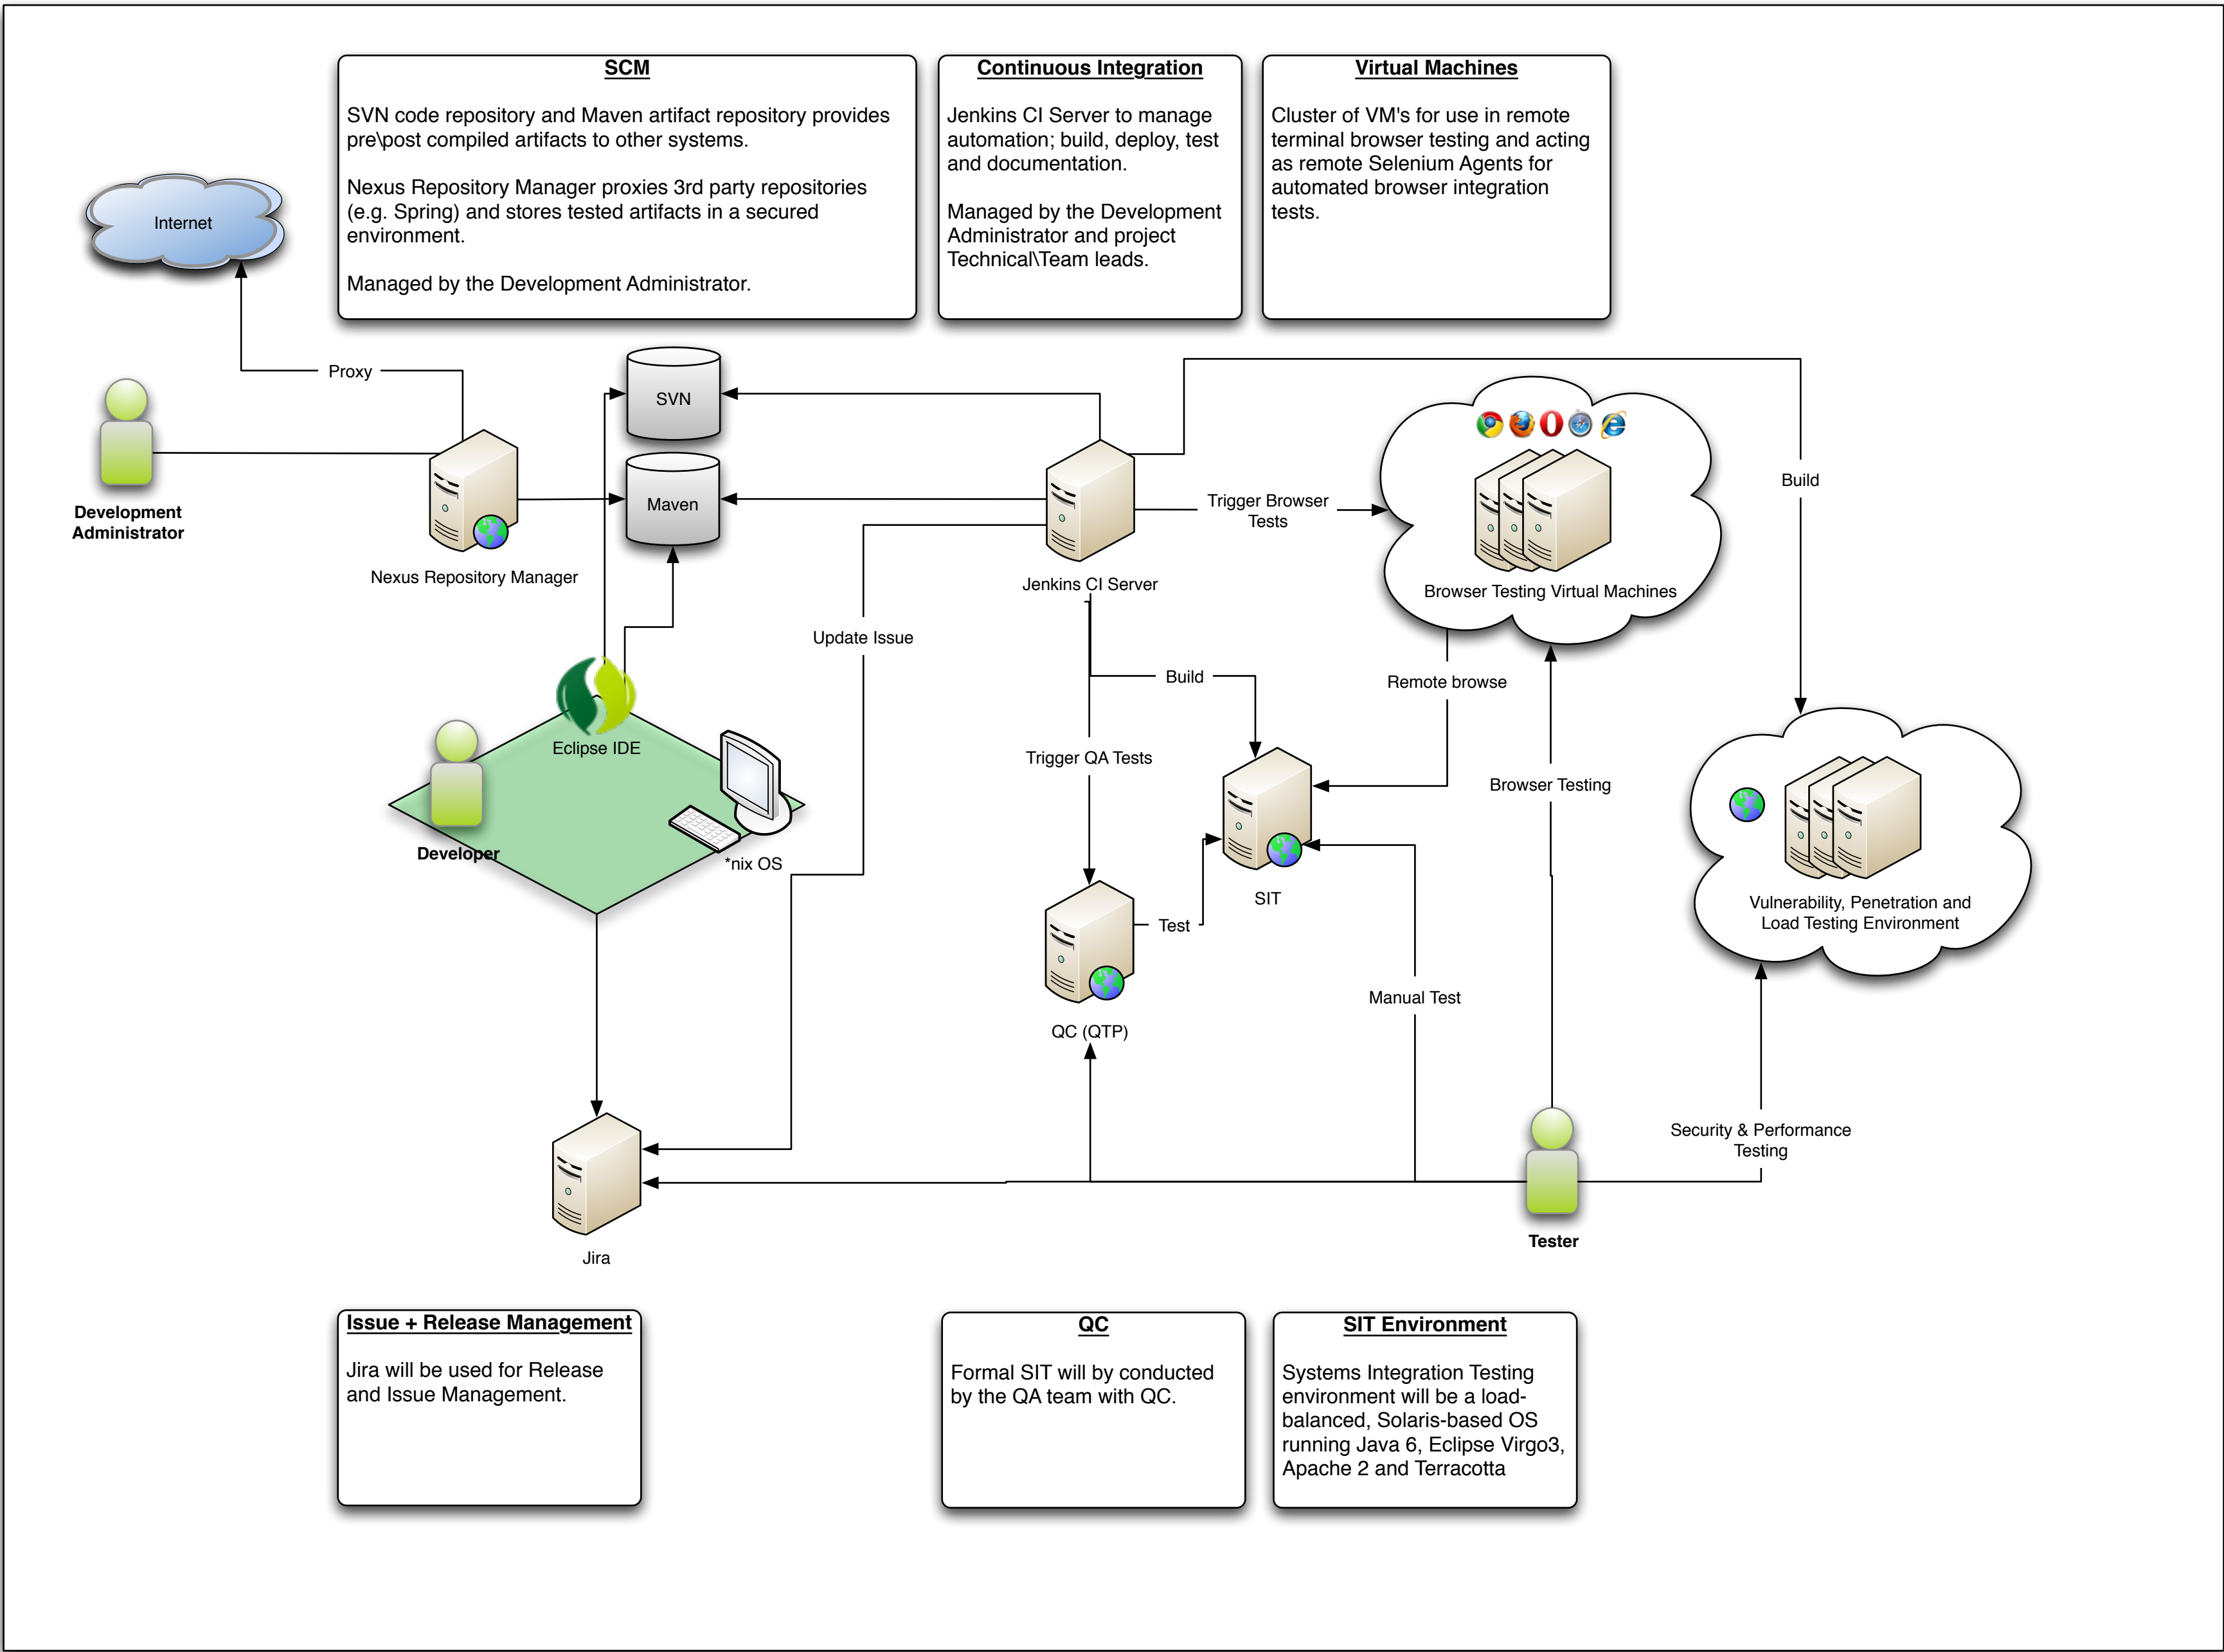 SCM
SVN code repository and Maven artifact repository provides
pre\post compiled artifacts to other systems.
Nexus Repository Manager proxies 3rd party repositories
(e.g. Spring) and stores tested artifacts in a secured
environment.
Managed by the Development Administrator.
Continuous Integration
Jenkins CI Server to manage
automation; build, deploy, test
and documentation.
Managed by the Development
Administrator and project
Technical\Team leads.
Virtual Machines
Cluster of VM's for use in remote
terminal browser testing and acting
as remote Selenium Agents for
automated browser integration
tests.
Internet
Proxy
SVN
Maven
Development
Administrator
Nexus Repository Manager
Jenkins CI Server
Trigger Browser
Tests
Browser Testing Virtual Machines
Build
Update Issue
Build
Remote browse
Eclipse IDE
Trigger QA Tests
Browser Testing
Developer
*nix OS
SIT
Vulnerability, Penetration and
Load Testing Environment
Test
Manual Test
QC (QTP)
Security & Performance
Testing
Jira
Tester
Issue + Release Management
Jira will be used for Release
and Issue Management.
QC
Formal SIT will by conducted
by the QA team with QC.
SIT Environment
Systems Integration Testing
environment will be a load-
balanced, Solaris-based OS
running Java 6, Eclipse Virgo3,
Apache 2 and Terracotta